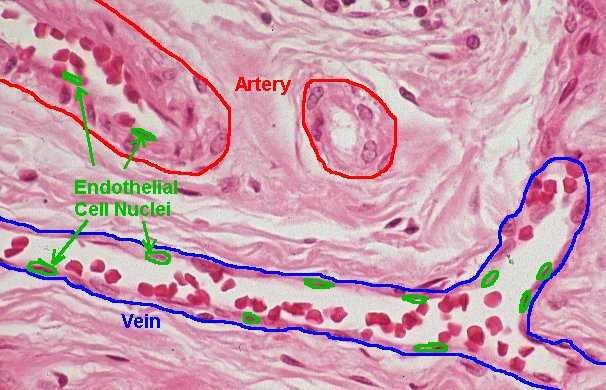 Artery
Endothelial
Cell Nuclei
Vein